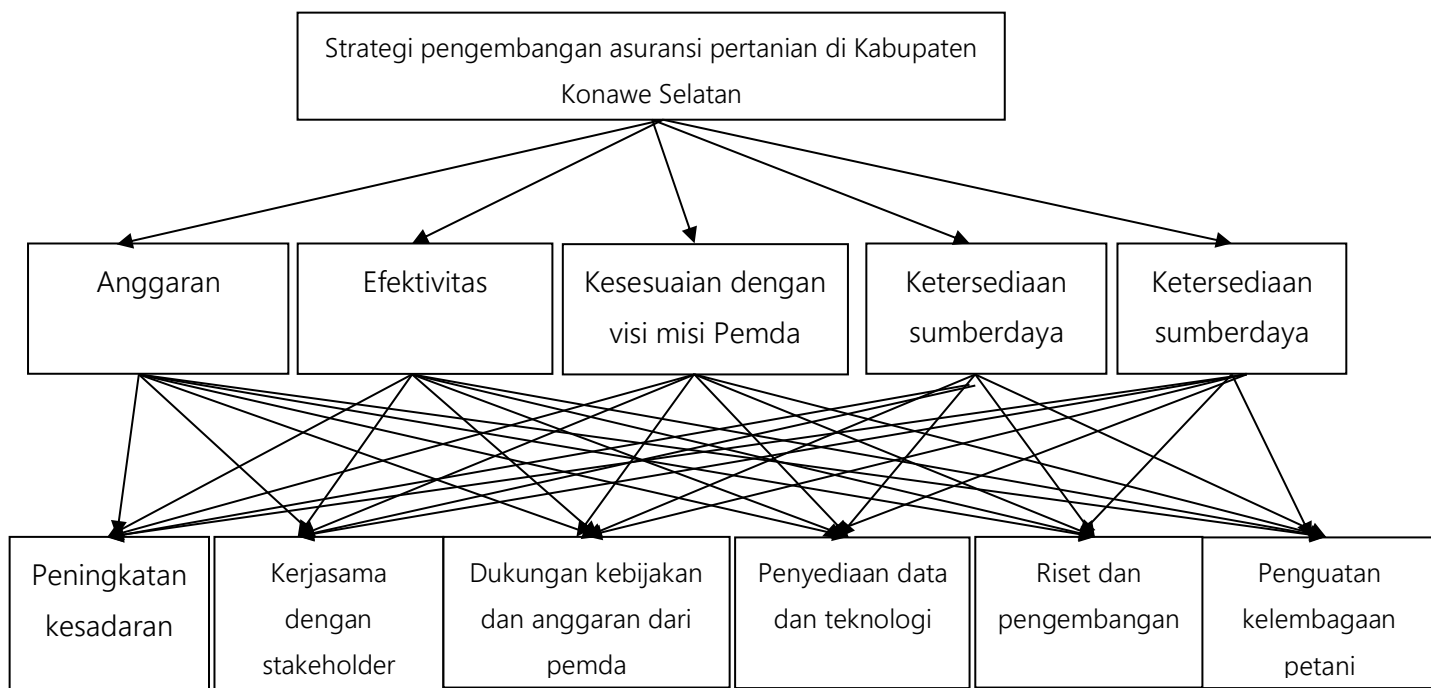 Strategi pengembangan asuransi pertanian di Kabupaten
Konawe Selatan
Anggaran
Efektivitas
Kesesuaian dengan
visi misi Pemda
Ketersediaan
sumberdaya
Ketersediaan
sumberdaya
Peningkatan
kesadaran
Kerjasama
dengan
stakeholder
Dukungan kebijakan
dan anggaran dari
pemda
Penyediaan data
dan teknologi
Riset dan
pengembangan
Penguatan
kelembagaan
petani